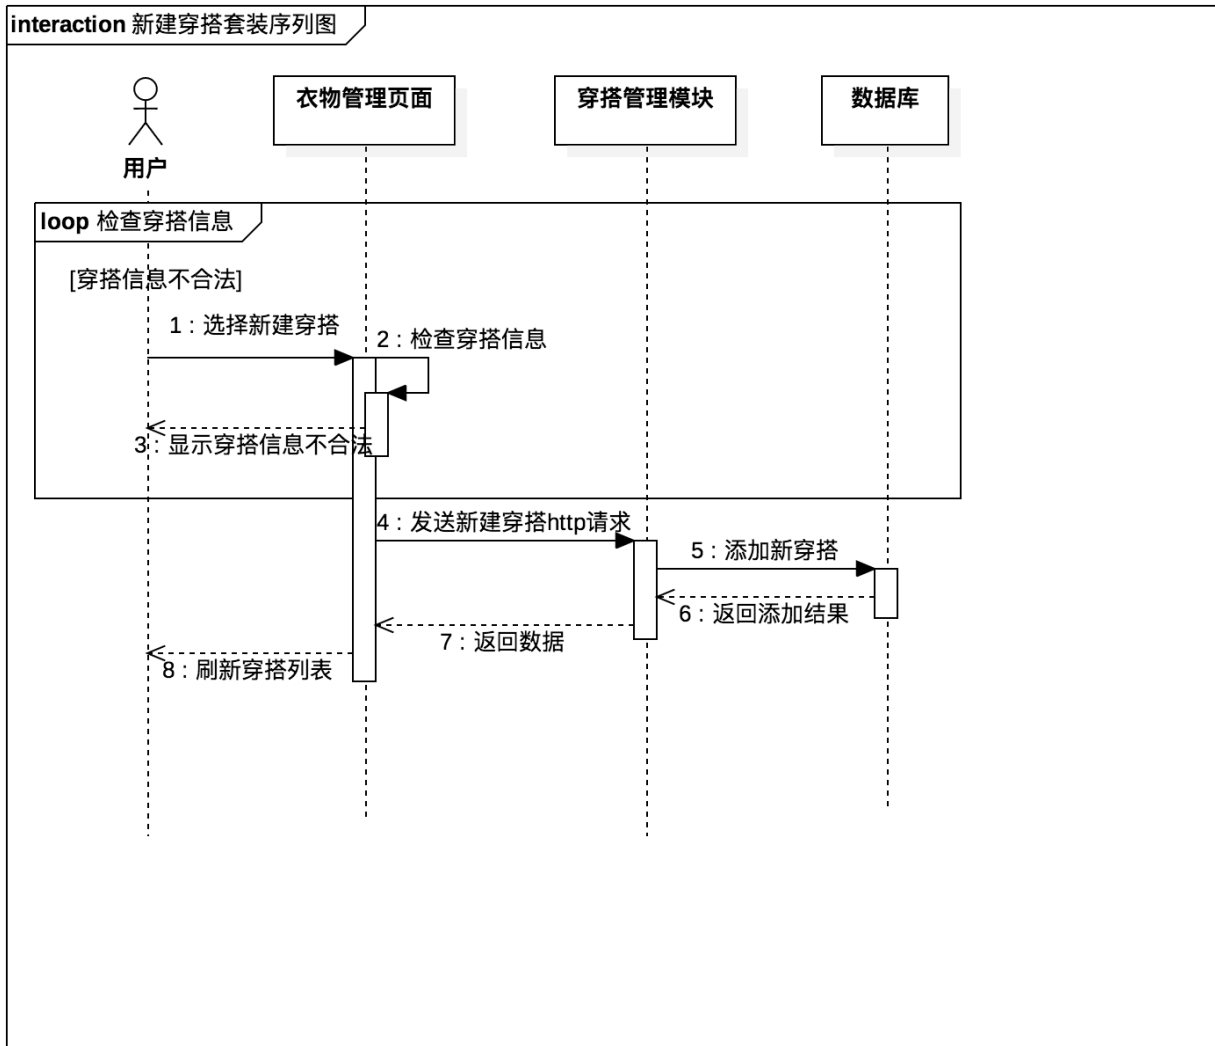 interaction 新建穿搭套装序列图
衣物管理页面
穿搭管理模块
数据库
用户
loop 检查穿搭信息
[穿搭信息不合法]
1 : 选择新建穿搭
2 : 检查穿搭信息
3 : 显示穿搭信息不合法
4 : 发送新建穿搭http请求
5 : 添加新穿搭
6 : 返回添加结果
7 : 返回数据
8 : 刷新穿搭列表